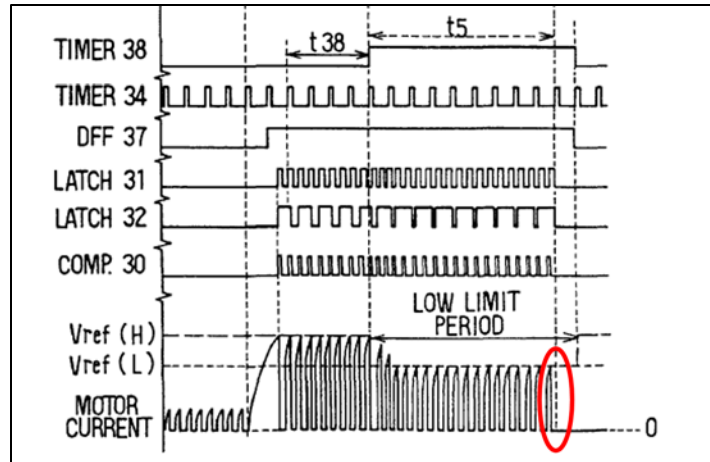 t38
t5
TIMER 38
TIMER 34
DFF 37
LATCH 31
LATCH 32
COMP. 30
LOW LIMIT
PERIOD
Vref (H)
Vref (L)
MOTOR
CURRENT
0